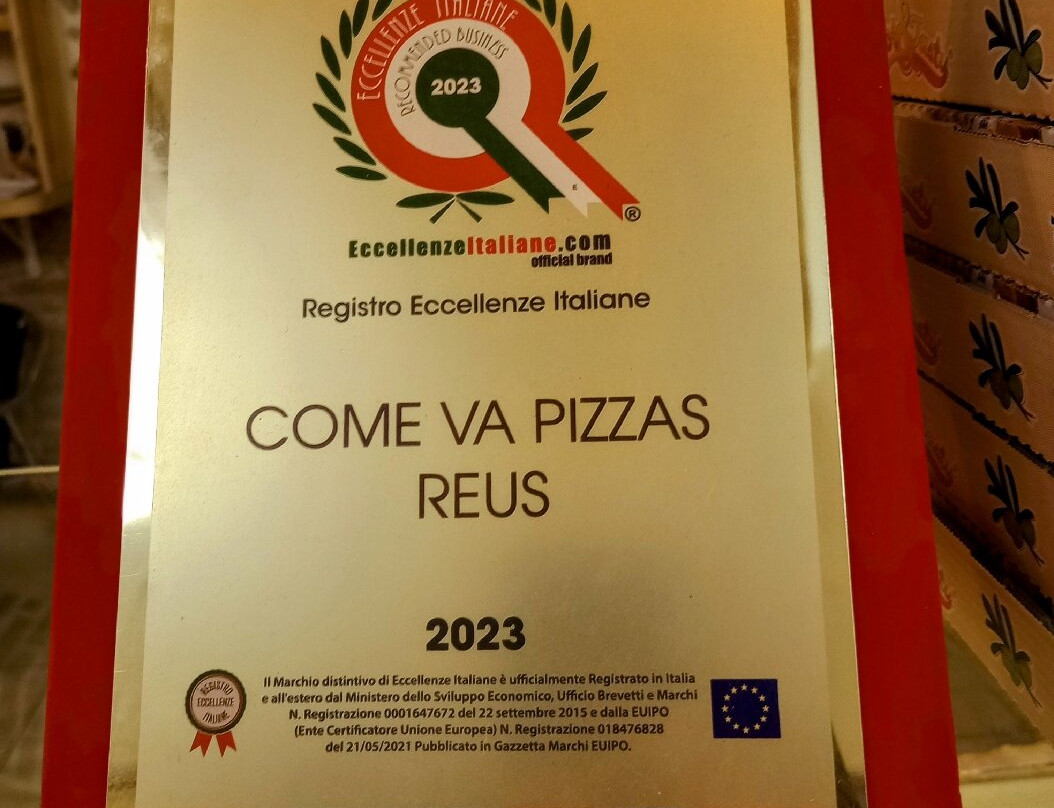 ECCELLENZE ITALIANE
RECOMMENDED BUSINESS
2023
®
EccellenzeItaliane.com
official brand
Registro Eccellenze Italiane
COME VA PIZZAS
REUS
2023
REGISTRO
ECCELLENZE
ITALIANE
Il Marchio distintivo di Eccellenze Italiane è ufficialmente Registrato in Italia
e all'estero dal Ministero dello Sviluppo Economico, Ufficio Brevetti e Marchi
N. Registrazione 0001647672 del 22 settembre 2015 e dalla EUIPO
(Ente Certificatore Unione Europea) N. Registrazione 018476828
del 21/05/2021 Pubblicato in Gazzetta Marchi EUIPO.